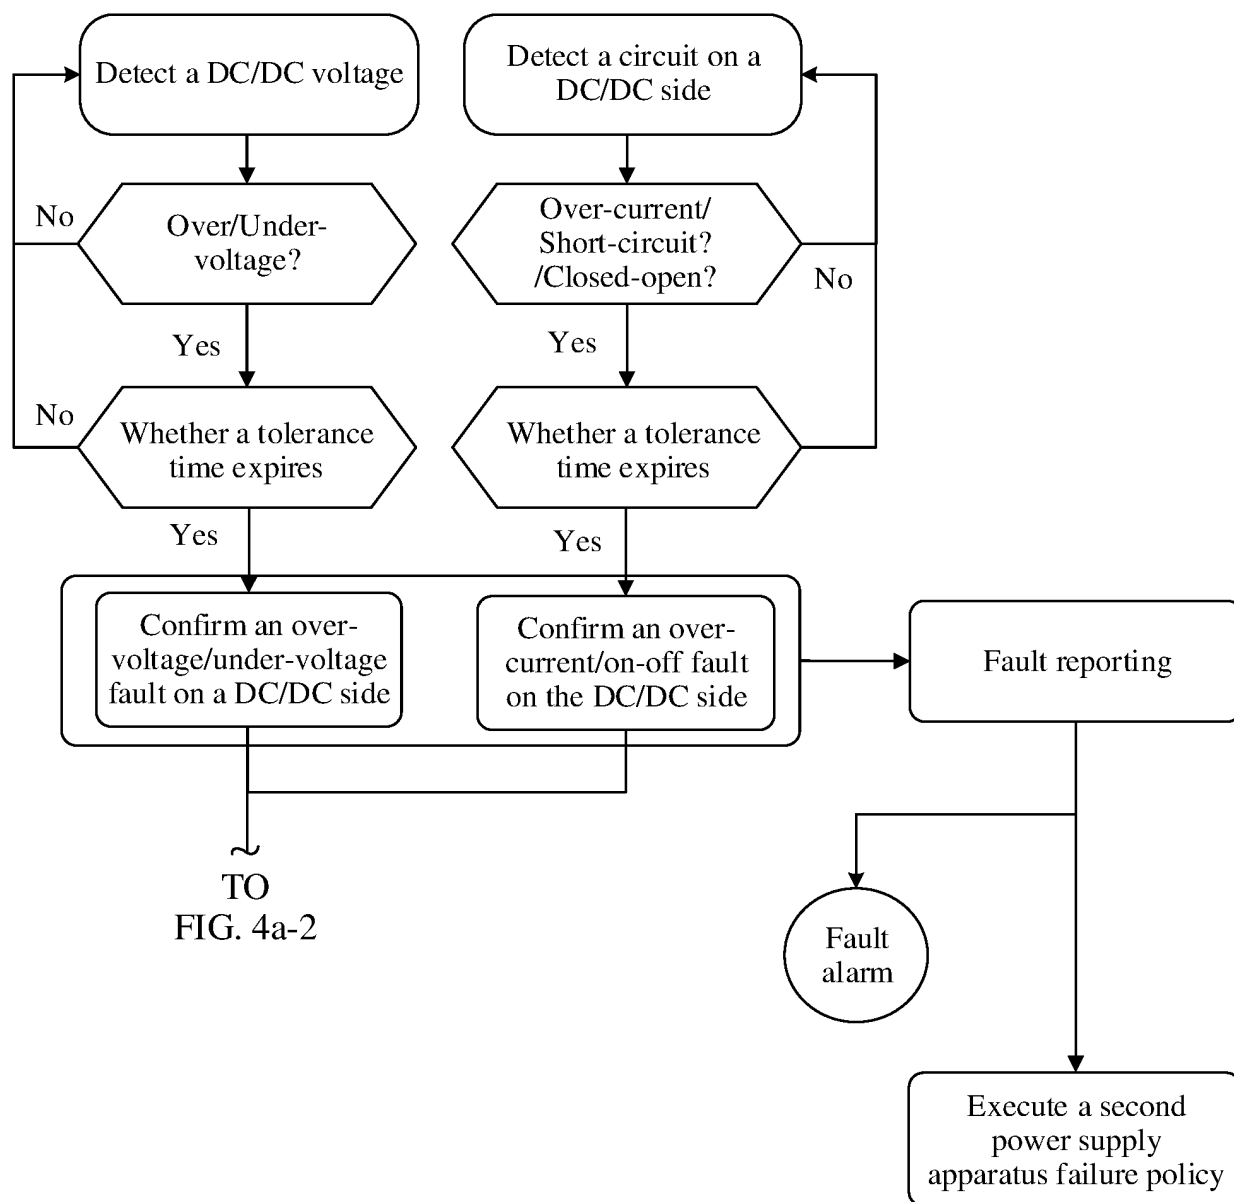 Detect a DC/DC voltage
Detect a circuit on a
DC/DC side
No
Over/Under-
voltage?
Over-current/
Short-circuit?
/Closed-open?
No
Yes
Yes
No
Whether a tolerance
time expires
Whether a tolerance
time expires
Yes
Yes
Confirm an over-
voltage/under-voltage
fault on a DC/DC side
Confirm an over-
current/on-off fault
on the DC/DC side
Fault reporting
TO
FIG. 4a-2
Fault
alarm
Execute a second
power supply
apparatus failure policy